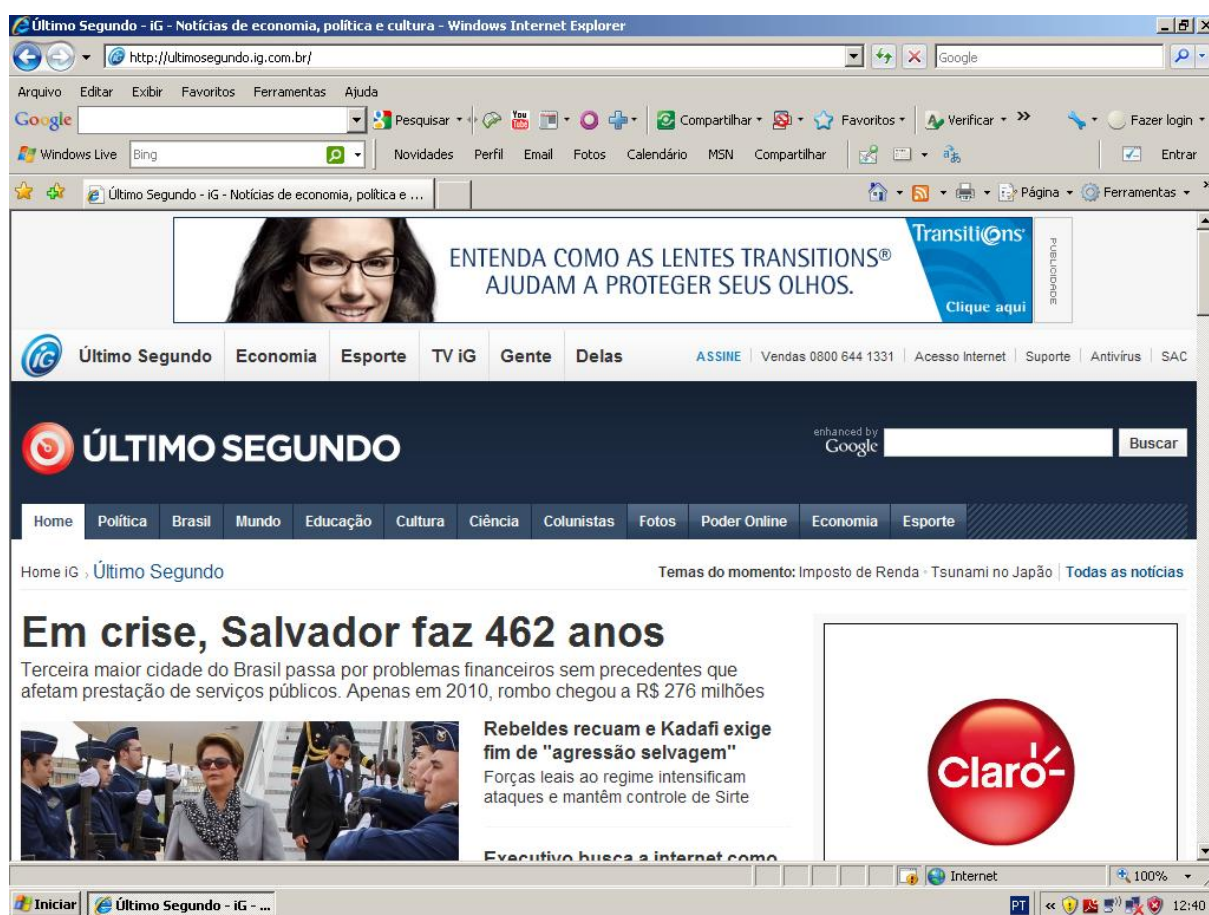 Último Segundo - iG - Notícias de economia, política e cultura - Windows Internet Explorer
http://ultimosegundo.ig.com.br/
Google
Arquivo Editar Exibir Favoritos Ferramentas Ajuda
Google Pesquisar You Tube Compartilhar Favoritos Verificar » Fazer login
Windows Live Bing Novidades Perfil Email Fotos Calendário MSN Compartilhar Entrar
Último Segundo - iG - Notícias de economia, política e ... Página Ferramentas »
ENTENDA COMO AS LENTES TRANSITIONS®
AJUDAM A PROTEGER SEUS OLHOS.
Transitions
Clique aqui
PUBLICIDADE
iG Último Segundo Economia Esporte TV iG Gente Delas ASSINE Vendas 0800 644 1331 Acesso Internet Suporte Antivírus SAC
ÚLTIMO SEGUNDO
enhanced by
Google Buscar
Home Política Brasil Mundo Educação Cultura Ciência Colunistas Fotos Poder Online Economia Esporte
Home iG › Último Segundo Temas do momento: Imposto de Renda · Tsunami no Japão Todas as notícias
Em crise, Salvador faz 462 anos
Terceira maior cidade do Brasil passa por problemas financeiros sem precedentes que
afetam prestação de serviços públicos. Apenas em 2010, rombo chegou a R$ 276 milhões
Rebeldes recuam e Kadafi exige
fim de "agressão selvagem"
Forças leais ao regime intensificam
ataques e mantêm controle de Sirte
Executivo busca a internet como
Claro
Internet 100%
Iniciar Último Segundo - iG - ... PT « 12:40